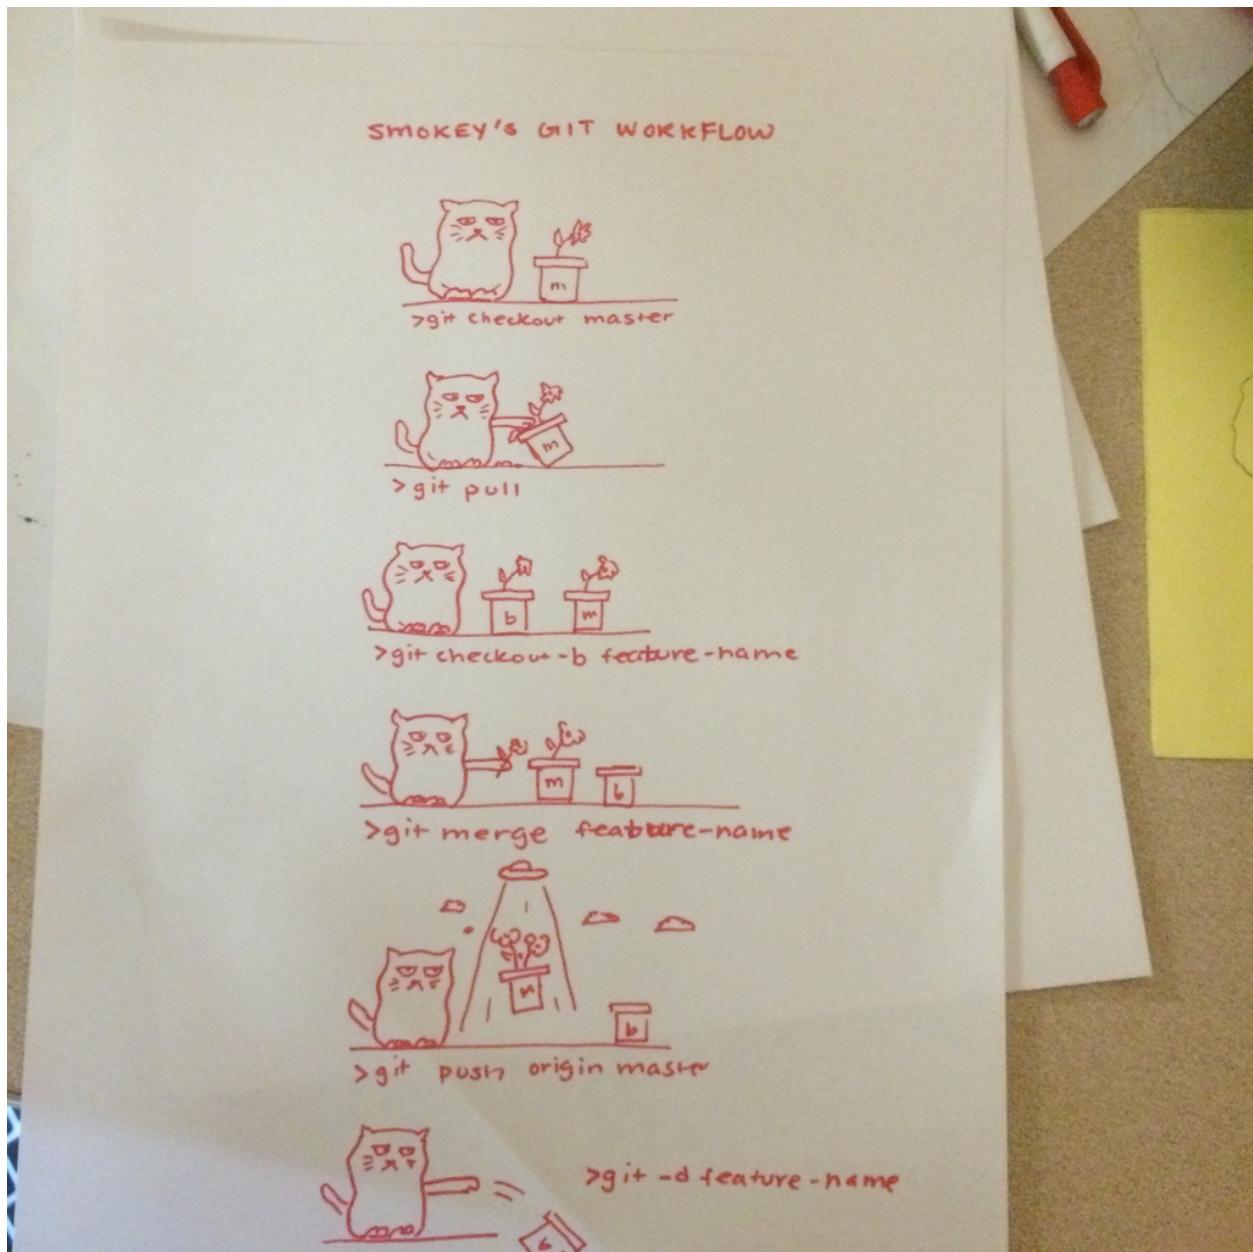 SMOKEY'S GIT WORKFLOW
m
>git checkout master
m
>git pull
b m
>git checkout -b feature-name
m b
>git merge feature-name
m
b
>git push origin master
>git -d feature-name
b